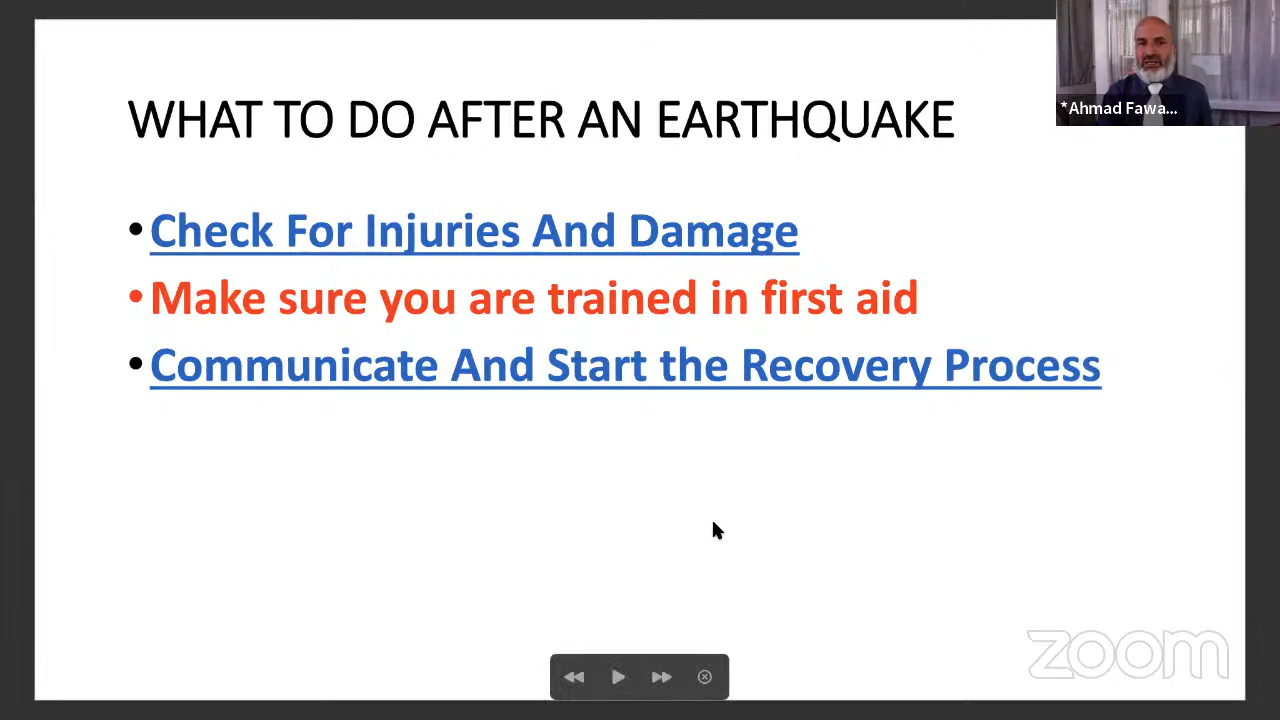 WHAT TO DO AFTER AN EARTHQUAKE
*Ahmad Fawa...
•Check For Injuries And Damage
•Make sure you are trained in first aid
•Communicate And Start the Recovery Process
zoom